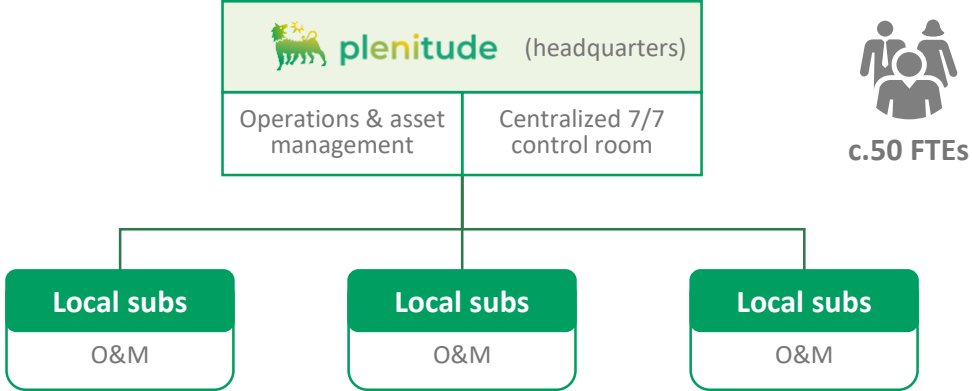 plenitude (headquarters)
Operations & asset
management
Centralized 7/7
control room
c.50 FTEs
Local subs
O&M
Local subs
O&M
Local subs
O&M